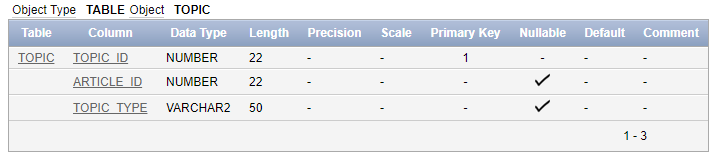 Object Type TABLE Object TOPIC
Table Column Data Type Length Precision Scale Primary Key Nullable Default Comment
TOPIC TOPIC_ID NUMBER 22 - - 1 - - -
ARTICLE_ID NUMBER 22 - - - ✓ - -
TOPIC_TYPE VARCHAR2 50 - - - ✓ - -
1 - 3